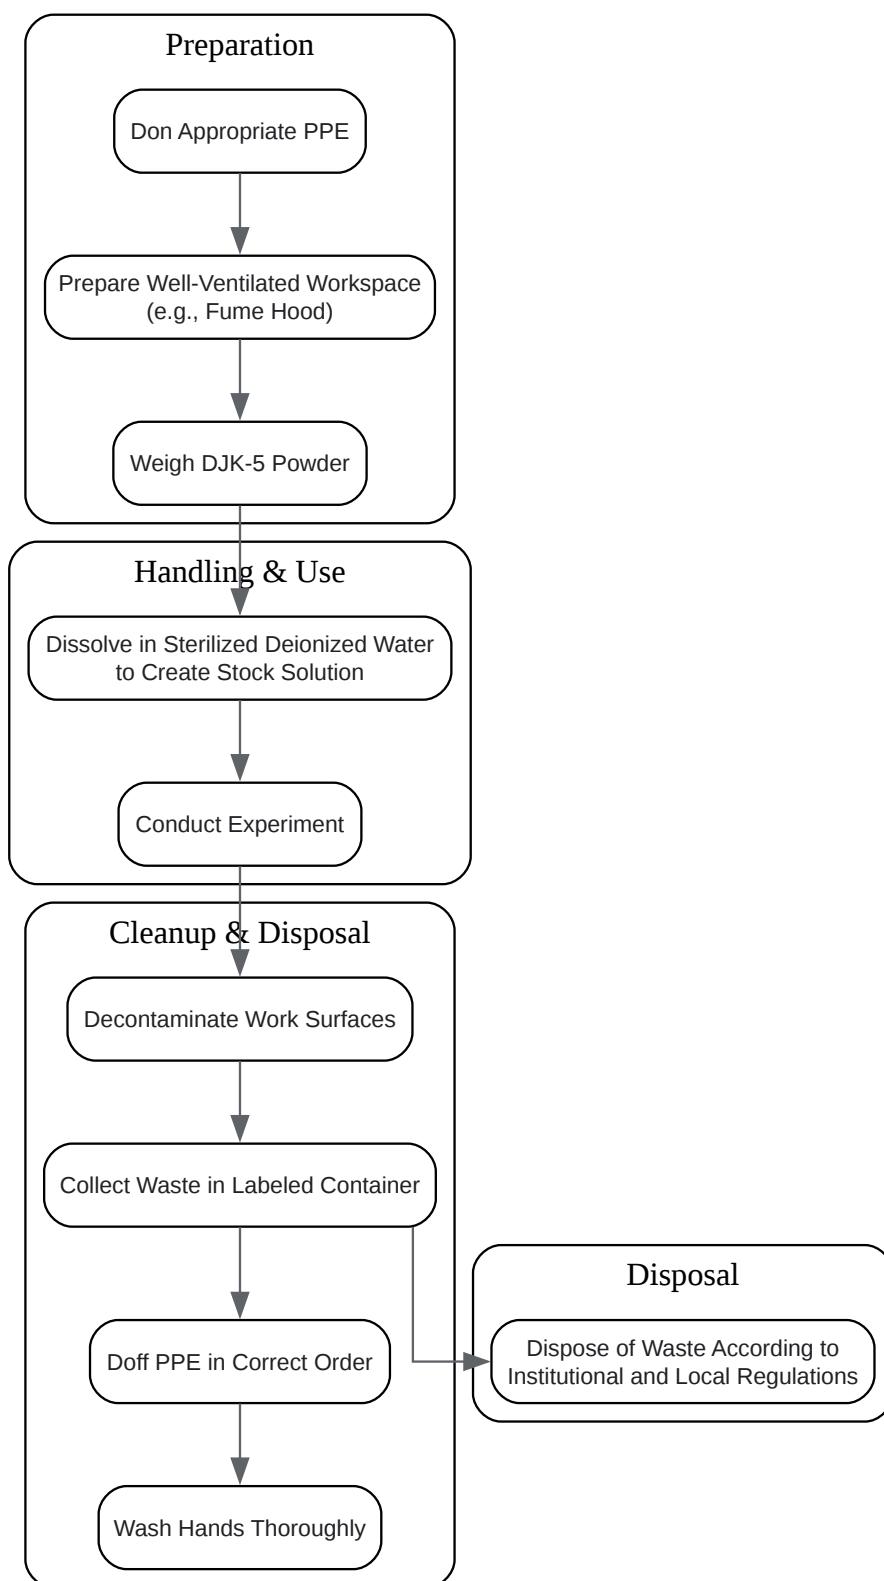 Preparation
Don Appropriate PPE
Prepare Well-Ventilated Workspace
(e.g., Fume Hood)
Weigh DJK-5 Powder
Handling & Use
Dissolve in Sterilized Deionized Water
to Create Stock Solution
Conduct Experiment
Cleanup & Disposal
Decontaminate Work Surfaces
Collect Waste in Labeled Container
Doff PPE in Correct Order
Wash Hands Thoroughly
Disposal
Dispose of Waste According to
Institutional and Local Regulations